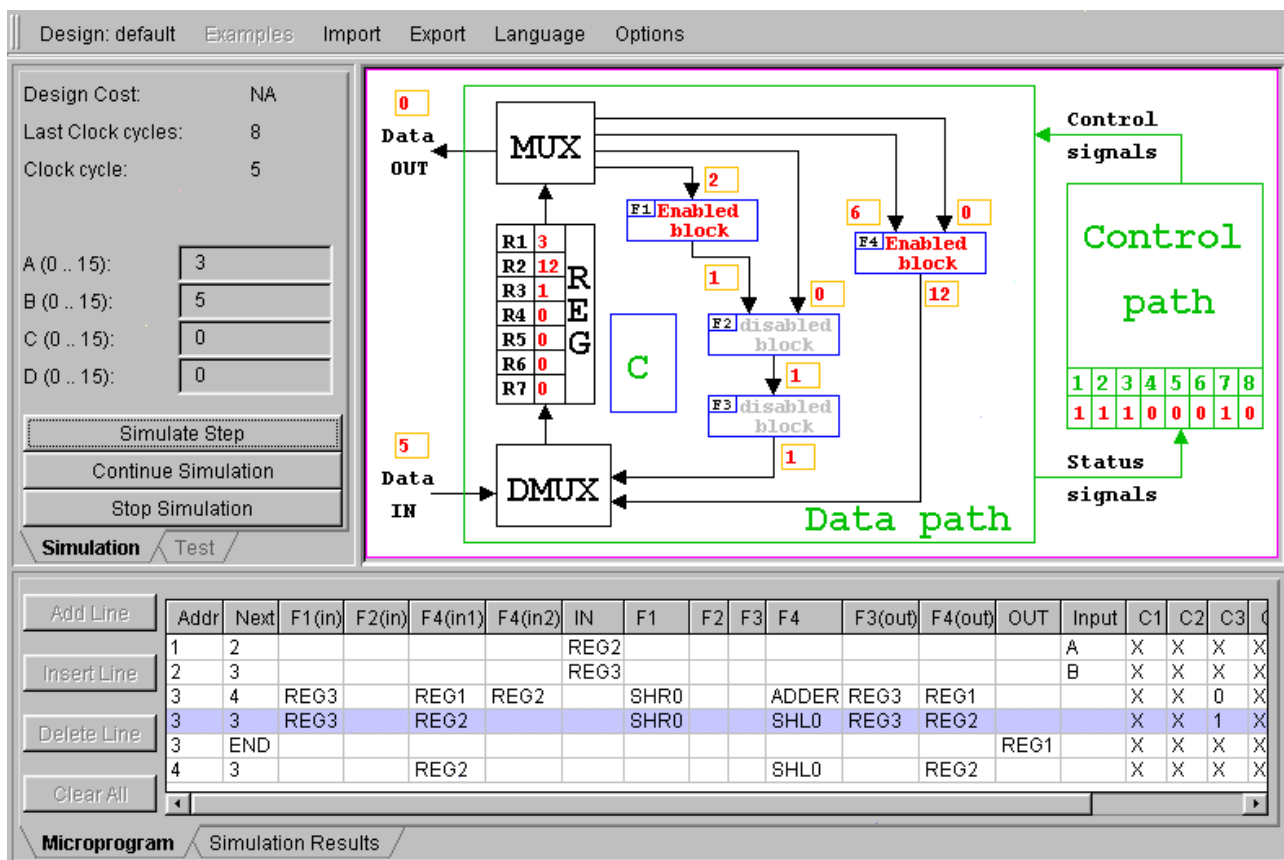 Design: default Examples Import Export Language Options
Design Cost: NA
Last Clock cycles: 8
Clock cycle: 5
A (0 .. 15): 3
B (0 .. 15): 5
C (0 .. 15): 0
D (0 .. 15): 0
Simulate Step
Continue Simulation
Stop Simulation
Simulation Test
0
Data
OUT
MUX
2
F1 Enabled
block
6
0
F4 Enabled
block
12
R1 3
R2 12
R3 1
R4 0
R5 0
R6 0
R7 0
REG
C
1
0
F2 disabled
block
1
F3 disabled
block
1
5
Data
IN
DMUX
Data path
Control
signals
Control
path
1 2 3 4 5 6 7 8
1 1 1 0 0 0 1 0
Status
signals
Add Line
Insert Line
Delete Line
Clear All
Addr Next F1(in) F2(in) F4(in1) F4(in2) IN F1 F2 F3 F4 F3(out) F4(out) OUT Input C1 C2 C3
1 2 REG2 A X X X X
2 3 REG3 B X X X X
3 4 REG3 REG1 REG2 SHR0 ADDER REG3 REG1 X X 0 X
3 3 REG3 REG2 SHR0 SHL0 REG3 REG2 X X 1 X
3 END REG1 X X X X
4 3 REG2 SHL0 REG2 X X X X
Microprogram Simulation Results